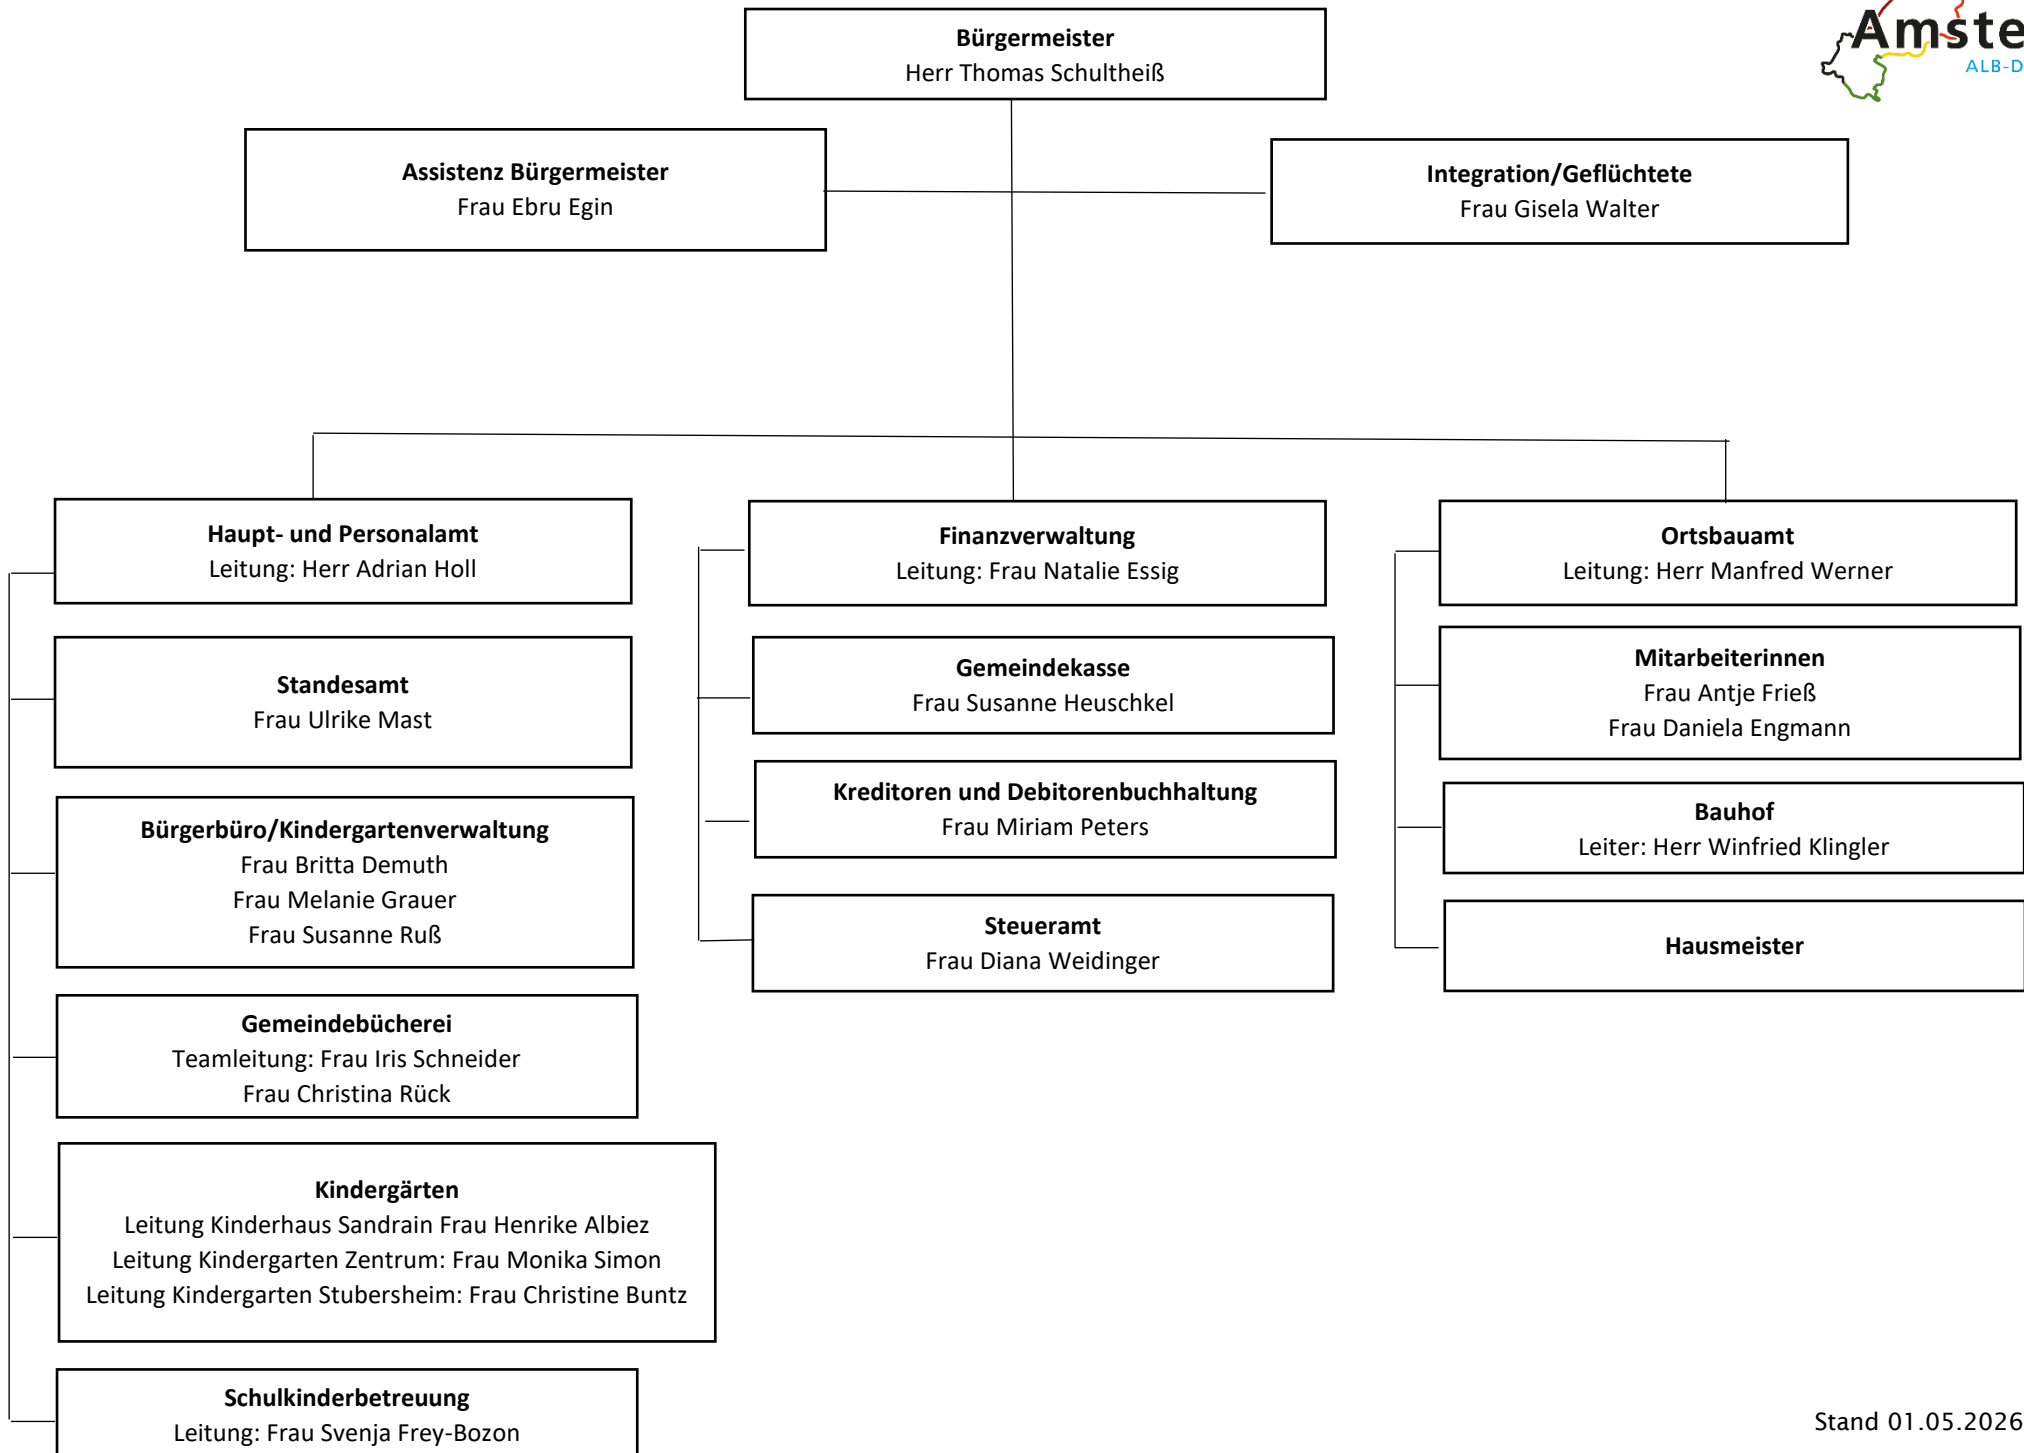 Amste
ALB-D
Bürgermeister
Herr Thomas Schultheiß
Assistenz Bürgermeister
Frau Ebru Egin
Integration/Geflüchtete
Frau Gisela Walter
Haupt- und Personalamt
Leitung: Herr Adrian Holl
Standesamt
Frau Ulrike Mast
Bürgerbüro/Kindergartenverwaltung
Frau Britta Demuth
Frau Melanie Grauer
Frau Susanne Ruß
Gemeindebücherei
Teamleitung: Frau Iris Schneider
Frau Christina Rück
Kindergärten
Leitung Kinderhaus Sandrain Frau Henrike Albiez
Leitung Kindergarten Zentrum: Frau Monika Simon
Leitung Kindergarten Stubersheim: Frau Christine Buntz
Schulkinderbetreuung
Leitung: Frau Svenja Frey-Bozon
Finanzverwaltung
Leitung: Frau Natalie Essig
Gemeindekasse
Frau Susanne Heuschkel
Kreditoren und Debitorenbuchhaltung
Frau Miriam Peters
Steueramt
Frau Diana Weidinger
Ortsbauamt
Leitung: Herr Manfred Werner
Mitarbeiterinnen
Frau Antje Frieß
Frau Daniela Engmann
Bauhof
Leiter: Herr Winfried Klingler
Hausmeister
Stand 01.05.2026